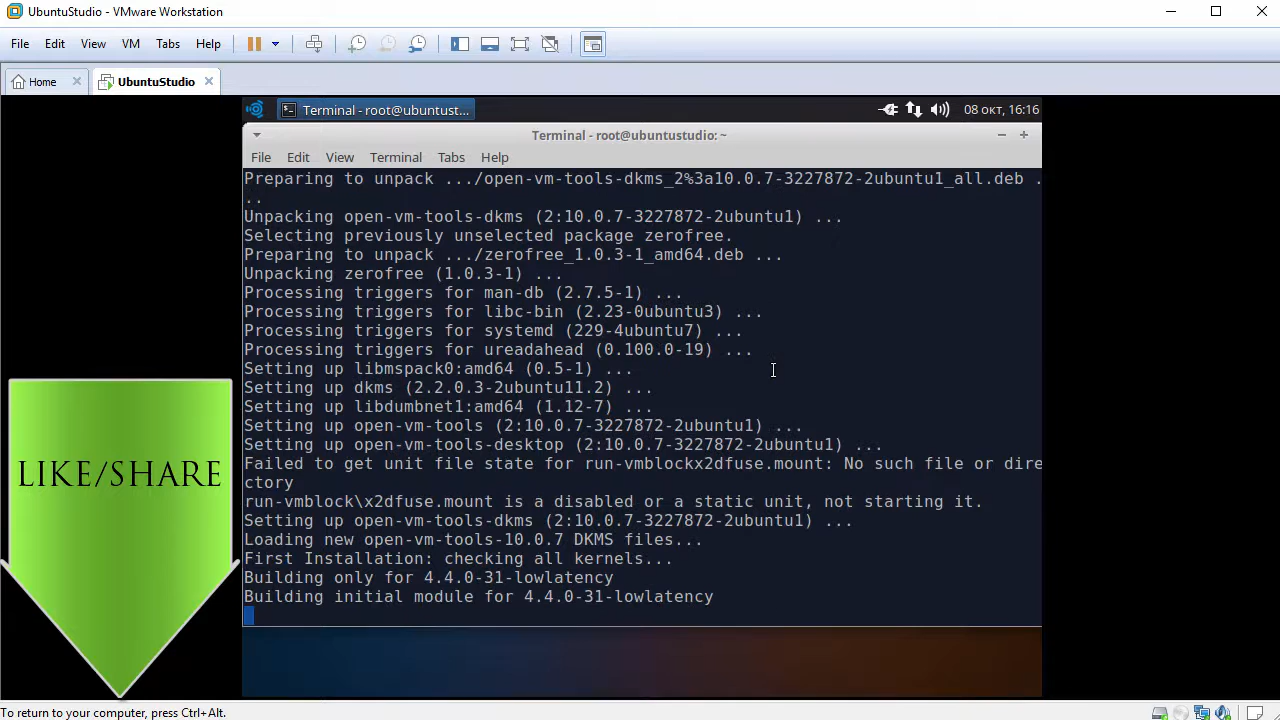 UbuntuStudio - VMware Workstation
File Edit View VM Tabs Help
Home
UbuntuStudio
Terminal - root@ubuntust...
08 окт, 16:16
Terminal - root@ubuntustudio: ~
File Edit View Terminal Tabs Help
Preparing to unpack .../open-vm-tools-dkms_2%3a10.0.7-3227872-2ubuntu1_all.deb .
..
Unpacking open-vm-tools-dkms (2:10.0.7-3227872-2ubuntu1) ...
Selecting previously unselected package zerofree.
Preparing to unpack .../zerofree_1.0.3-1_amd64.deb ...
Unpacking zerofree (1.0.3-1) ...
Processing triggers for man-db (2.7.5-1) ...
Processing triggers for libc-bin (2.23-0ubuntu3) ...
Processing triggers for systemd (229-4ubuntu7) ...
Processing triggers for ureadahead (0.100.0-19) ...
Setting up libmspack0:amd64 (0.5-1) ...
Setting up dkms (2.2.0.3-2ubuntu11.2) ...
Setting up libdumbnet1:amd64 (1.12-7) ...
Setting up open-vm-tools (2:10.0.7-3227872-2ubuntu1) ...
Setting up open-vm-tools-desktop (2:10.0.7-3227872-2ubuntu1) ...
Failed to get unit file state for run-vmblockx2dfuse.mount: No such file or dire
ctory
run-vmblock\x2dfuse.mount is a disabled or a static unit, not starting it.
Setting up open-vm-tools-dkms (2:10.0.7-3227872-2ubuntu1) ...
Loading new open-vm-tools-10.0.7 DKMS files...
First Installation: checking all kernels...
Building only for 4.4.0-31-lowlatency
Building initial module for 4.4.0-31-lowlatency
LIKE/SHARE
To return to your computer, press Ctrl+Alt.